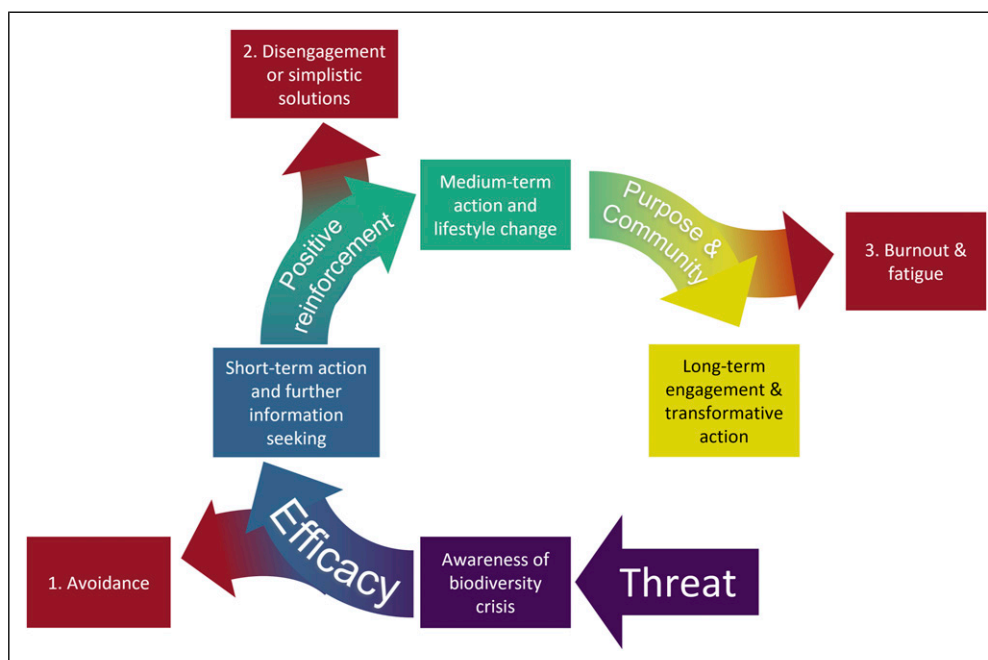 2. Disengagement
or simplistic
solutions
Positive
reinforcement
Medium-term
action and
lifestyle change
Purpose &
Community
3. Burnout &
fatigue
Short-term action
and further
information
seeking
Long-term
engagement &
transformative
action
Efficacy
1. Avoidance
Awareness of
biodiversity
crisis
Threat